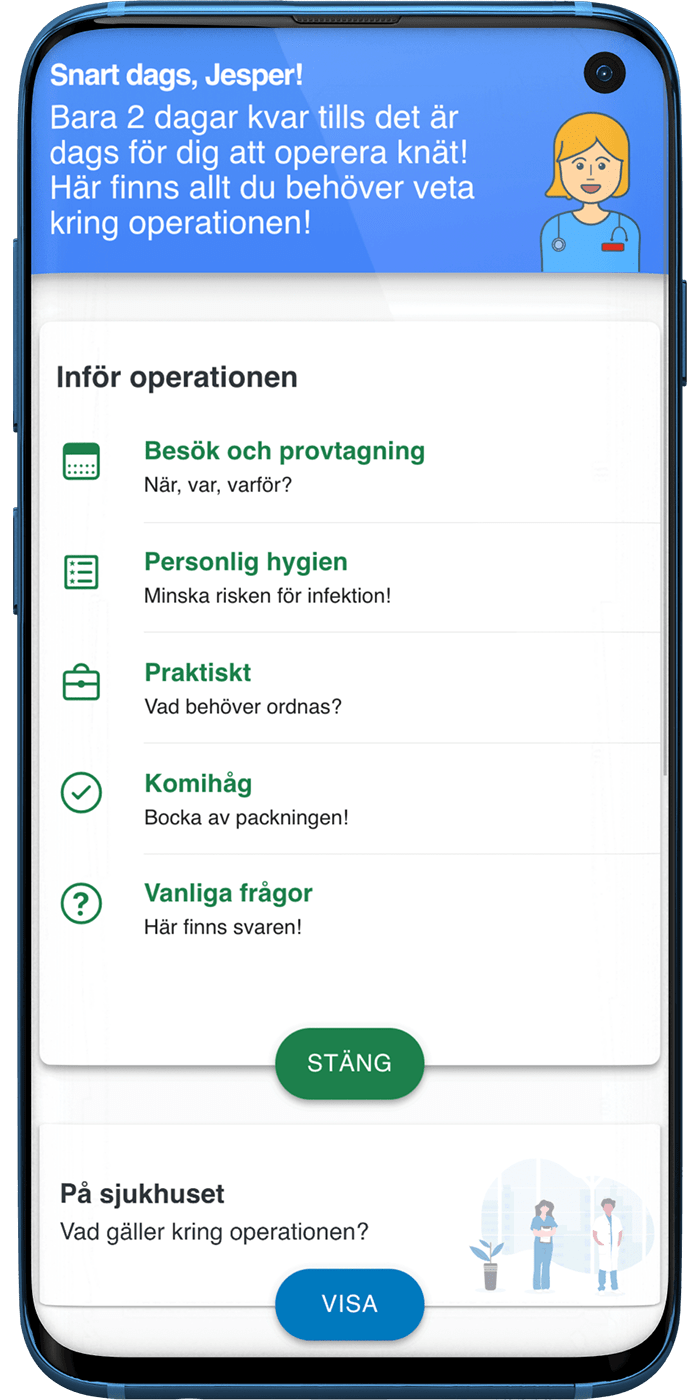 Snart dags, Jesper!
Bara 2 dagar kvar tills det är
dags för dig att operera knät!
Här finns allt du behöver veta
kring operationen!
Inför operationen
Besök och provtagning
När, var, varför?
Personlig hygien
Minska risken för infektion!
Praktiskt
Vad behöver ordnas?
Komihåg
Bocka av packningen!
Vanliga frågor
Här finns svaren!
STÄNG
På sjukhuset
Vad gäller kring operationen?
VISA